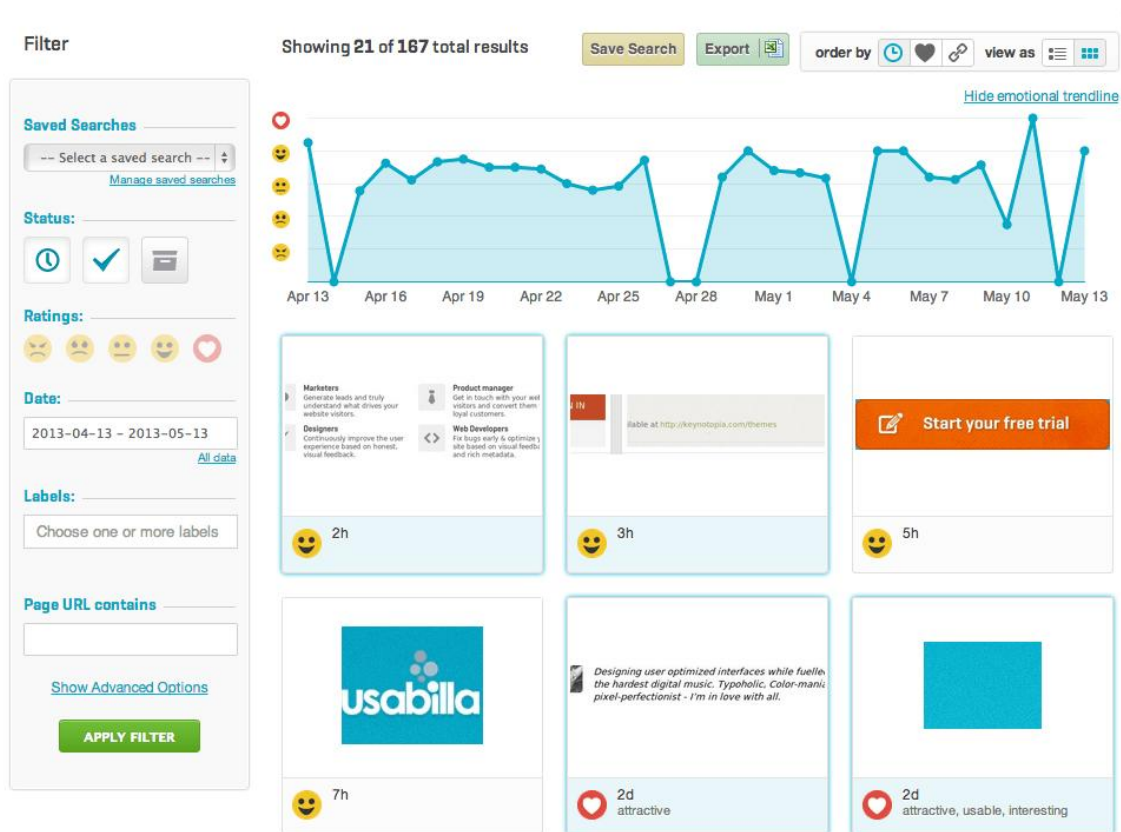 Filter
Showing 21 of 167 total results
Save Search
Export
order by
view as
Hide emotional trendline
Saved Searches
-- Select a saved search --
Manage saved searches
Status:
Ratings:
Date:
2013-04-13 - 2013-05-13
All data
Labels:
Choose one or more labels
Page URL contains
Show Advanced Options
APPLY FILTER
Apr 13 Apr 16 Apr 19 Apr 22 Apr 25 Apr 28 May 1 May 4 May 7 May 10 May 13
Marketers
Generate leads and truly
understand what drives your
website visitors.
Product manager
Get in touch with your wel
visitors and convert them
loyal customers.
Designers
Continuously improve the user
experience based on honest,
visual feedback.
Web Developers
Fix bugs early & optimize y
site based on visual feedba
and rich metadata.
2h
N IN
ilable at http://keynotopia.com/themes
3h
Start your free trial
5h
usabilla
7h
Designing user optimized interfaces while fuelled
the hardest digital music. Typoholic, Color-mania
pixel-perfectionist - I'm in love with all.
2d
attractive
2d
attractive, usable, interesting